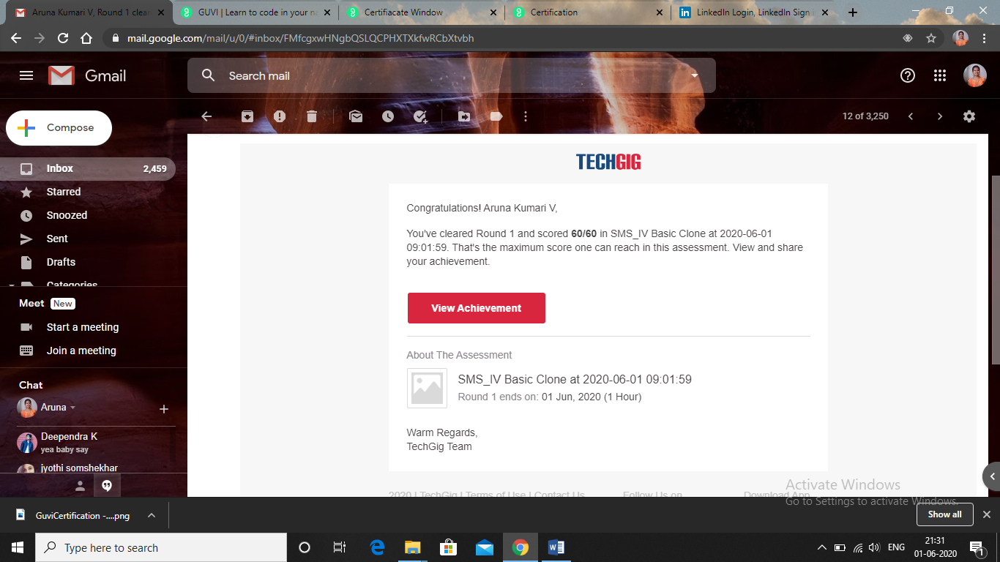 Aruna Kumari V, Round 1 clear
GUVI | Learn to code in your na
Certifiacate Window
Certification
LinkedIn Login, LinkedIn Sign i
mail.google.com/mail/u/0/#inbox/FMfcgxwHNgbQSLQCPHXTXkfwRCbXtvbh
Gmail
Search mail
Compose
12 of 3,250
Inbox 2,459
Starred
Snoozed
Sent
Drafts
Categories
Meet New
Start a meeting
Join a meeting
Chat
Aruna
Deependra K
yea baby say
jyothi somshekhar
TECHGIG
Congratulations! Aruna Kumari V,
You've cleared Round 1 and scored 60/60 in SMS_IV Basic Clone at 2020-06-01
09:01:59. That's the maximum score one can reach in this assessment. View and share
your achievement.
View Achievement
About The Assessment
SMS_IV Basic Clone at 2020-06-01 09:01:59
Round 1 ends on: 01 Jun, 2020 (1 Hour)
Warm Regards,
TechGig Team
2020 | TechGig | Terms of Use | Contact Us Follow Us on Download App
Activate Windows
Go to Settings to activate Windows.
GuviCertification -....png
Show all
Type here to search
ENG
21:31
01-06-2020
1